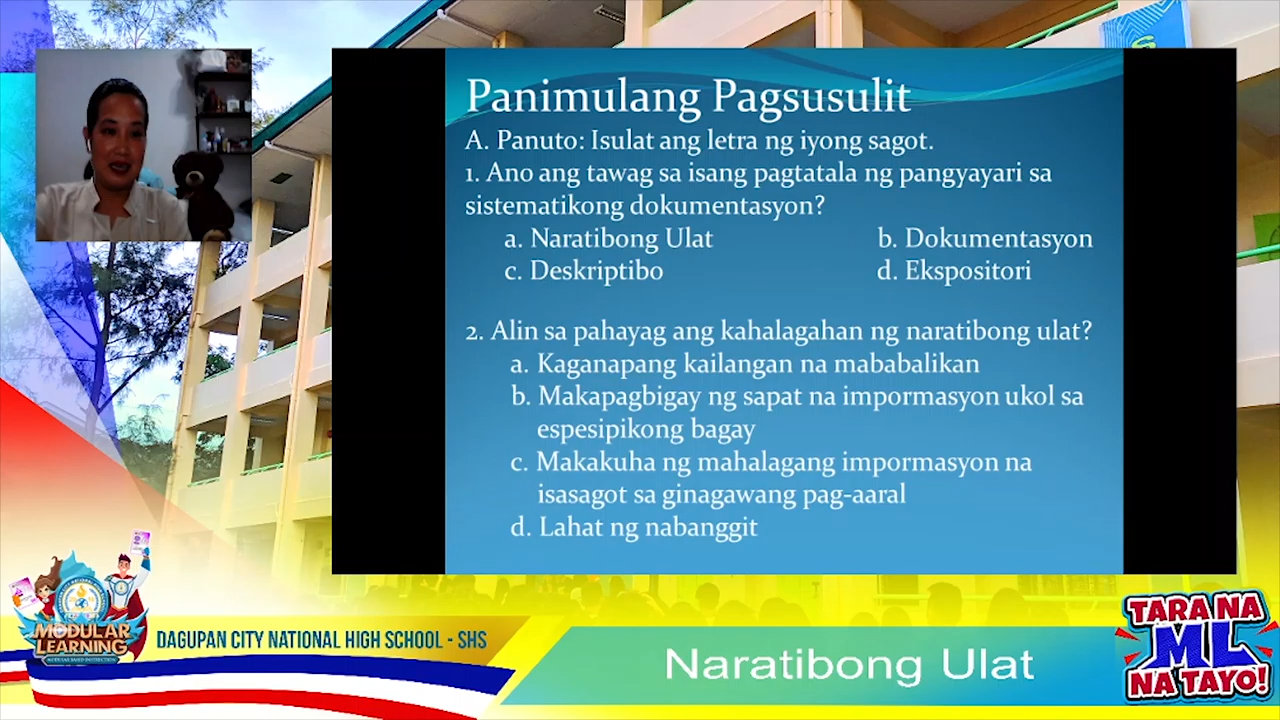 Panimulang Pagsusulit
A. Panuto: Isulat ang letra ng iyong sagot.
1. Ano ang tawag sa isang pagtatala ng pangyayari sa
sistematikong dokumentasyon?
a. Naratibong Ulat b. Dokumentasyon
c. Deskriptibo d. Ekspositori
2. Alin sa pahayag ang kahalagahan ng naratibong ulat?
a. Kaganapang kailangan na mababalikan
b. Makapagbigay ng sapat na impormasyon ukol sa
espesipikong bagay
c. Makakuha ng mahalagang impormasyon na
isasagot sa ginagawang pag-aaral
d. Lahat ng nabanggit
MODULAR
LEARNING
DAGUPAN CITY NATIONAL HIGH SCHOOL - SHS
Naratibong Ulat
TARA NA
ML
NA TAYO!